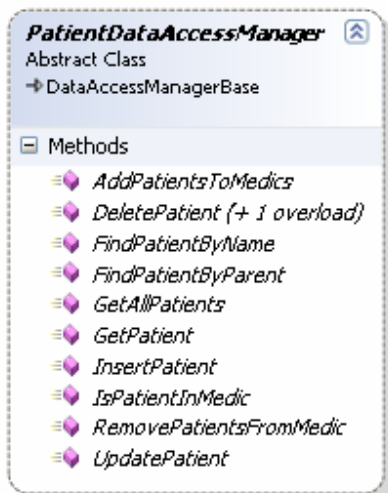 PatientDataAccessManager
Abstract Class
DataAccessManagerBase
Methods
AddPatientsToMedics
DeletePatient (+ 1 overload)
FindPatientByName
FindPatientByParent
GetAllPatients
GetPatient
InsertPatient
IsPatientInMedic
RemovePatientsFromMedic
UpdatePatient